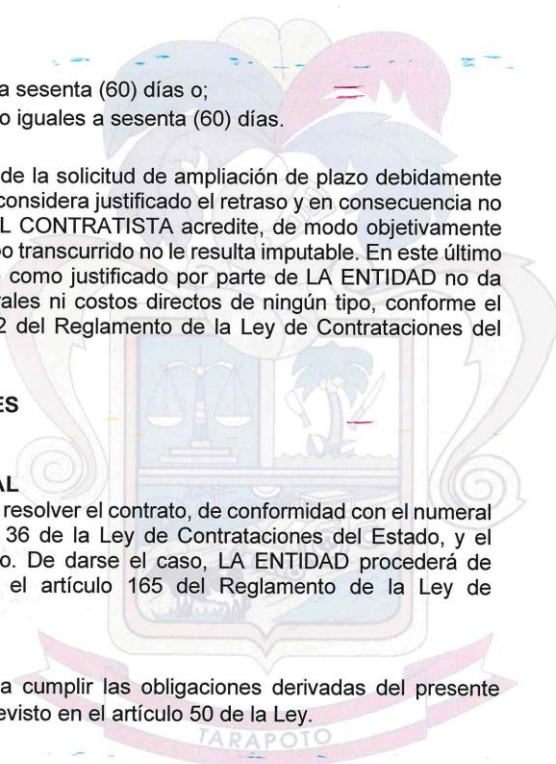 a sesenta (60) días o;
o iguales a sesenta (60) días.
de la solicitud de ampliación de plazo debidamente
considera justificado el retraso y en consecuencia no
L CONTRATISTA acredite, de modo objetivamente
o transcurrido no le resulta imputable. En este último
como justificado por parte de LA ENTIDAD no da
rales ni costos directos de ningún tipo, conforme el
2 del Reglamento de la Ley de Contrataciones del
ES
AL
resolver el contrato, de conformidad con el numeral
36 de la Ley de Contrataciones del Estado, y el
o. De darse el caso, LA ENTIDAD procederá de
el artículo 165 del Reglamento de la Ley de
a cumplir las obligaciones derivadas del presente
evisto en el artículo 50 de la Ley.
TARAPOTO